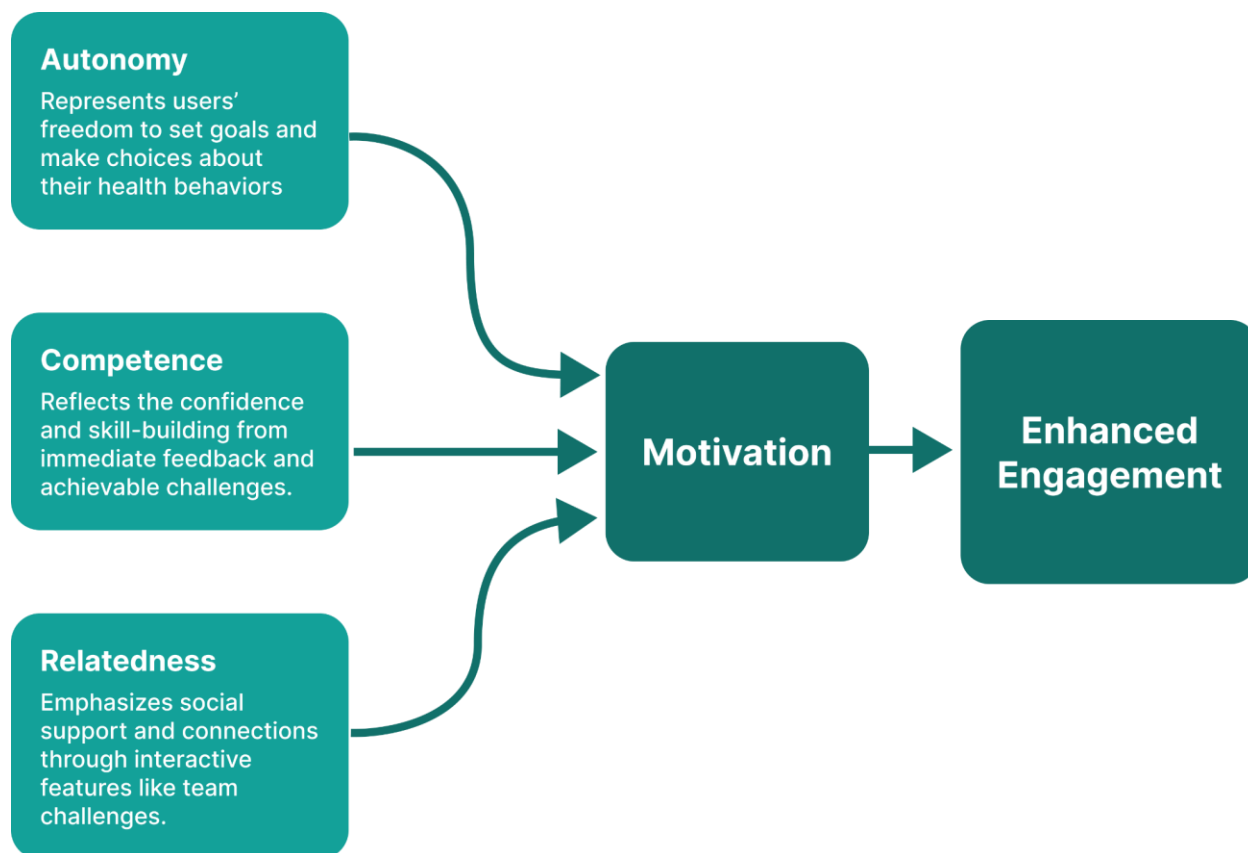 Autonomy
Represents users’
freedom to set goals and
make choices about
their health behaviors
Competence
Reflects the confidence
and skill-building from
immediate feedback and
achievable challenges.
Relatedness
Emphasizes social
support and connections
through interactive
features like team
challenges.
Motivation
Enhanced
Engagement